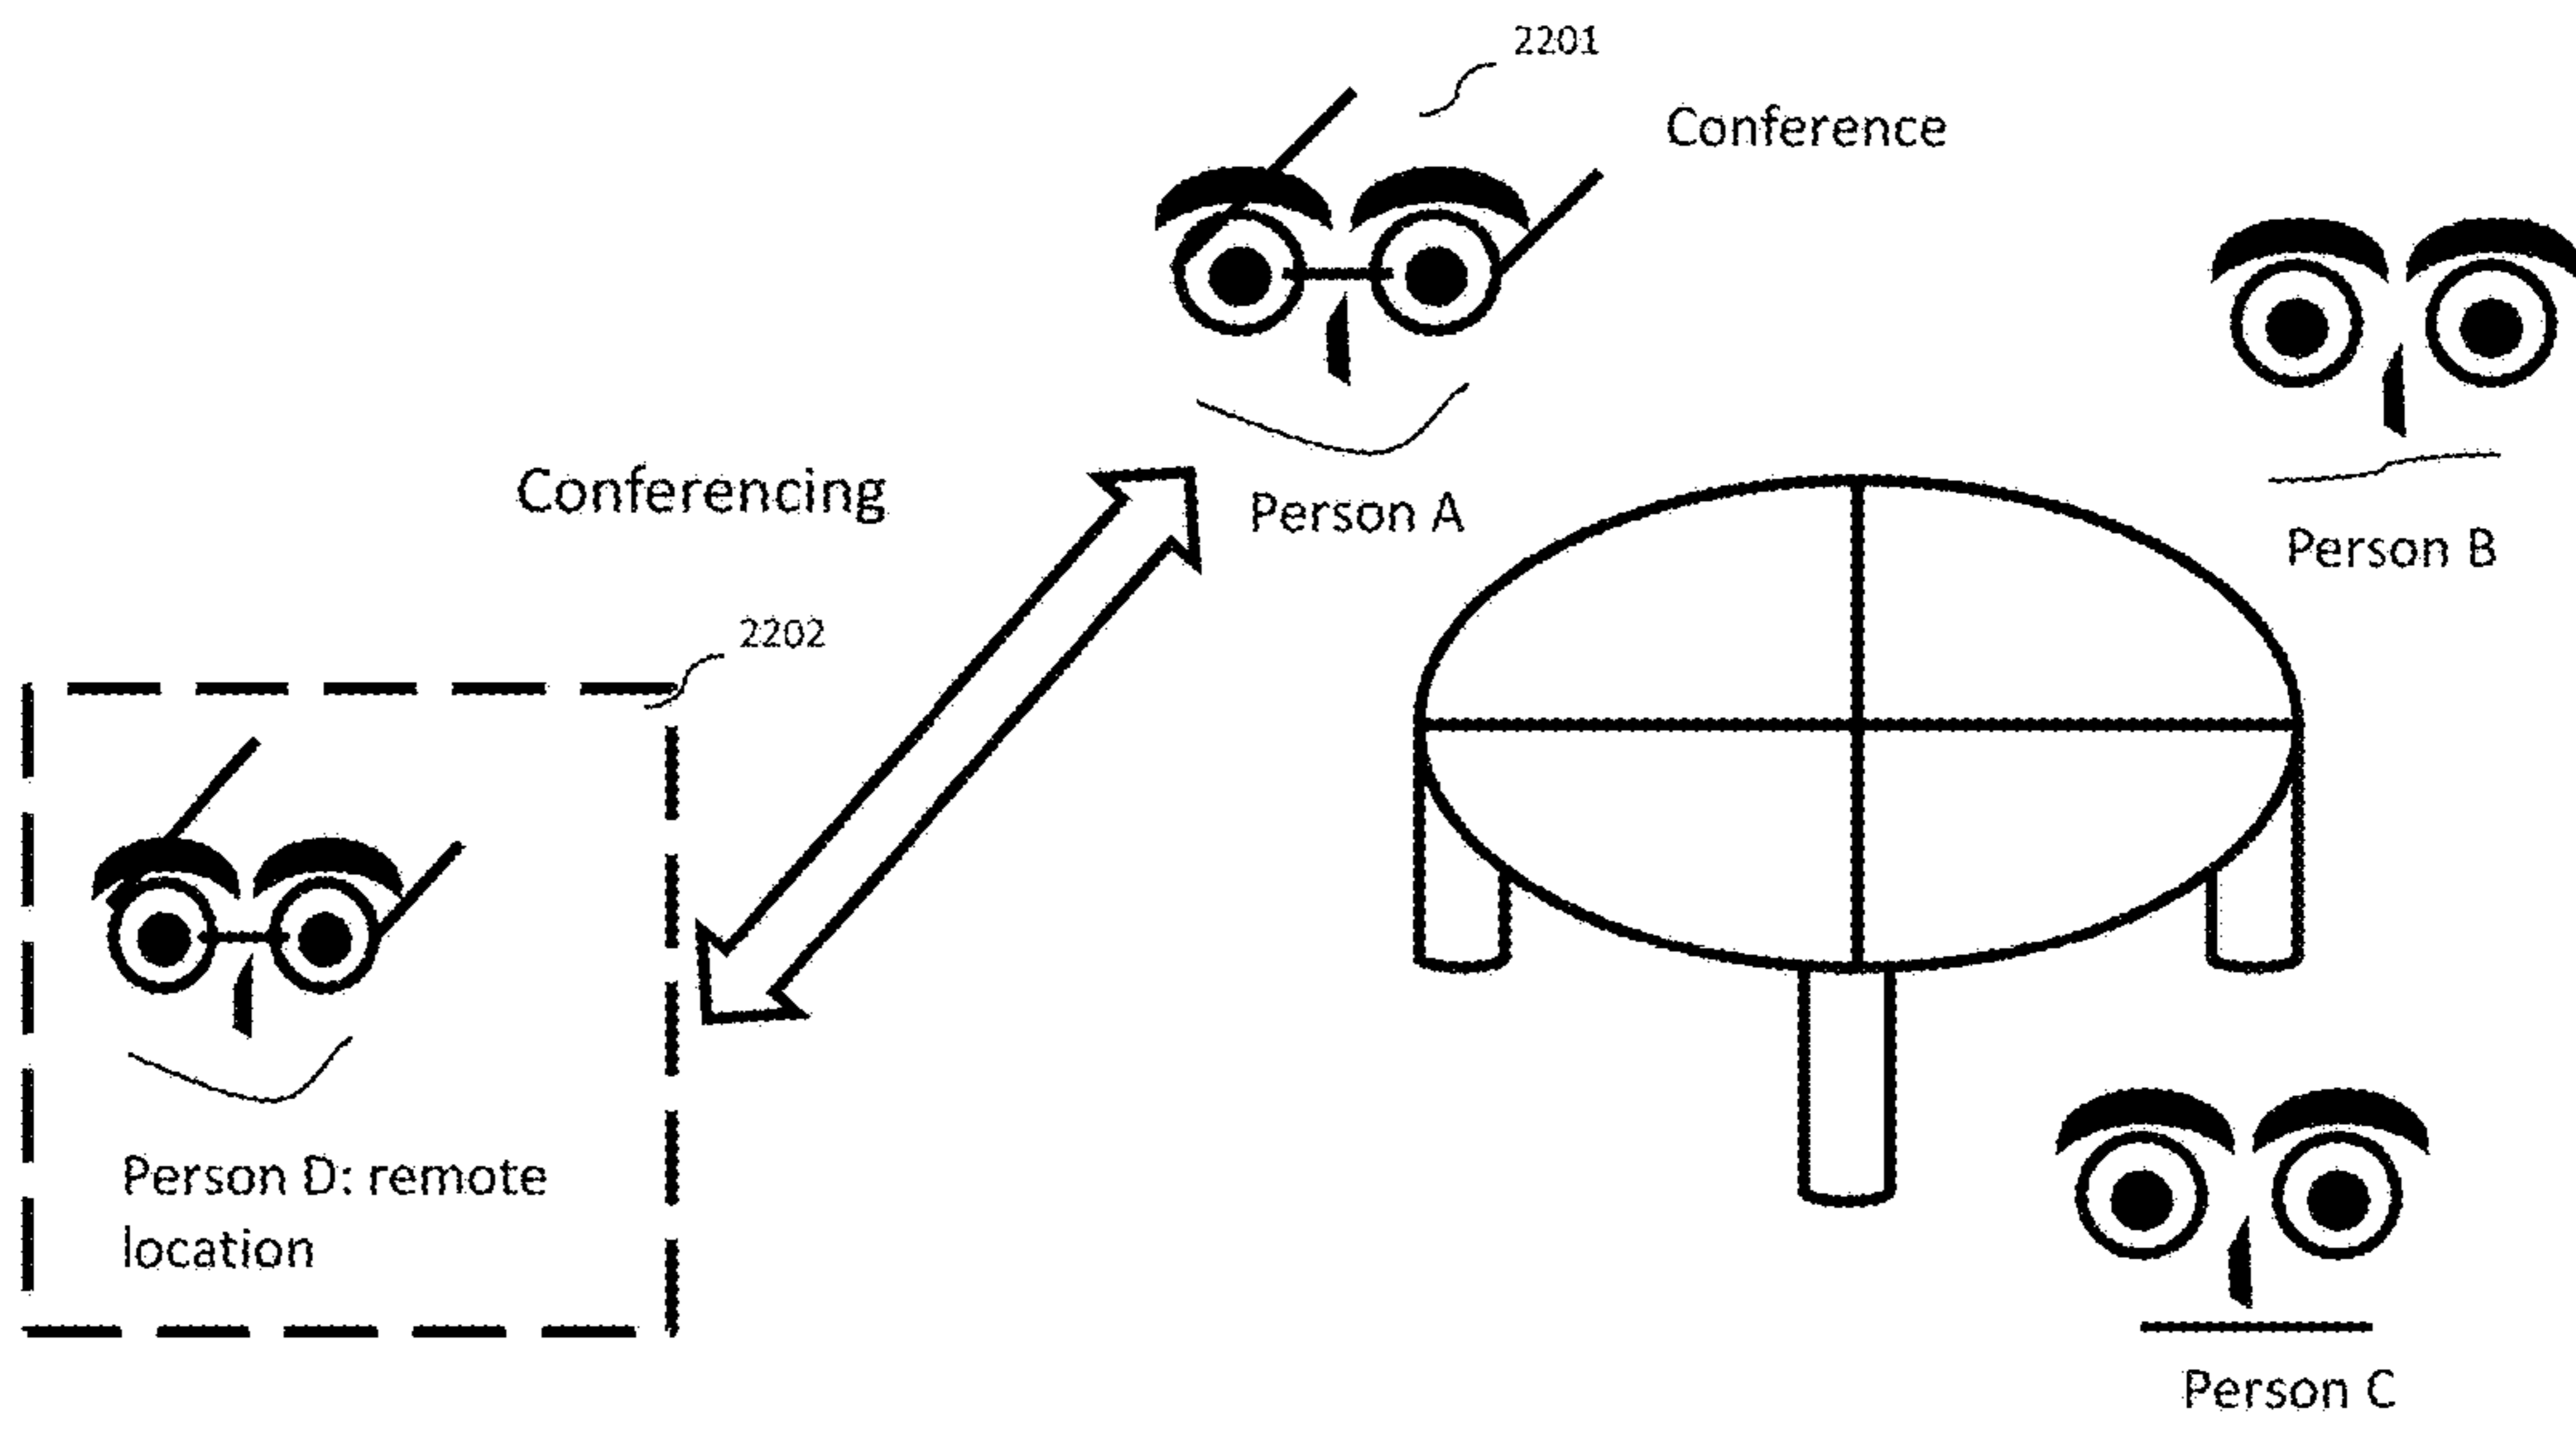 2201
Conference
Conferencing
Person A
Person B
2202
Person D: remote
location
Person C